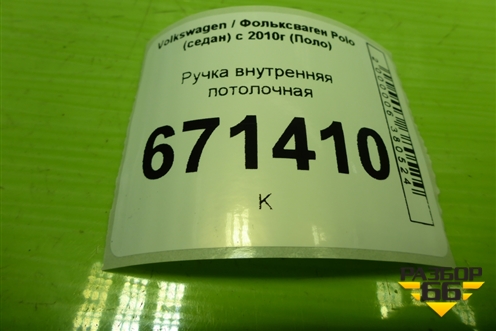 Volkswagen / Фольксваген Polo
(седан) с 2010г (Поло)
Ручка внутренняя
потолочная
671410
К
РАЗБОР
66